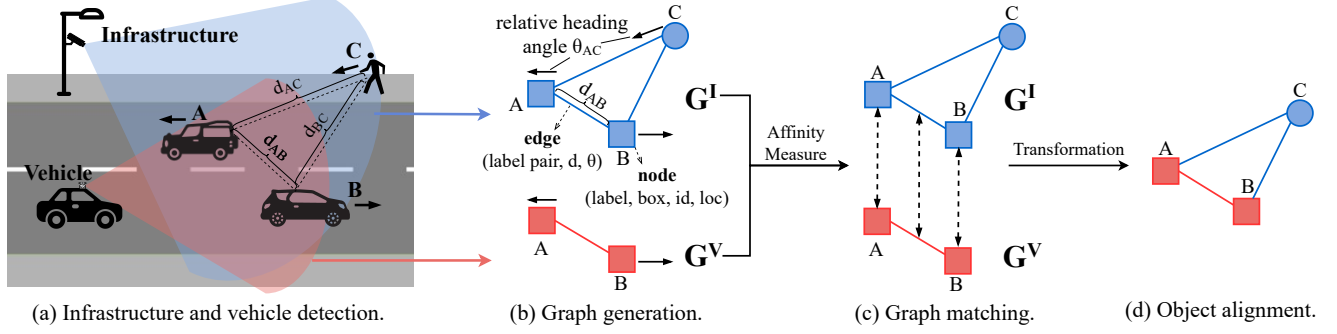 Infrastructure
C
d_AC
A
d_BC
d_AB
Vehicle
B
(a) Infrastructure and vehicle detection.
relative heading
angle θ_AC
C
A
d_AB
G^I
edge
(label pair, d, θ)
B
node
(label, box, id, loc)
A
B
G^V
(b) Graph generation.
Affinity
Measure
C
A
B
G^I
A
B
G^V
(c) Graph matching.
Transformation
C
A
B
(d) Object alignment.